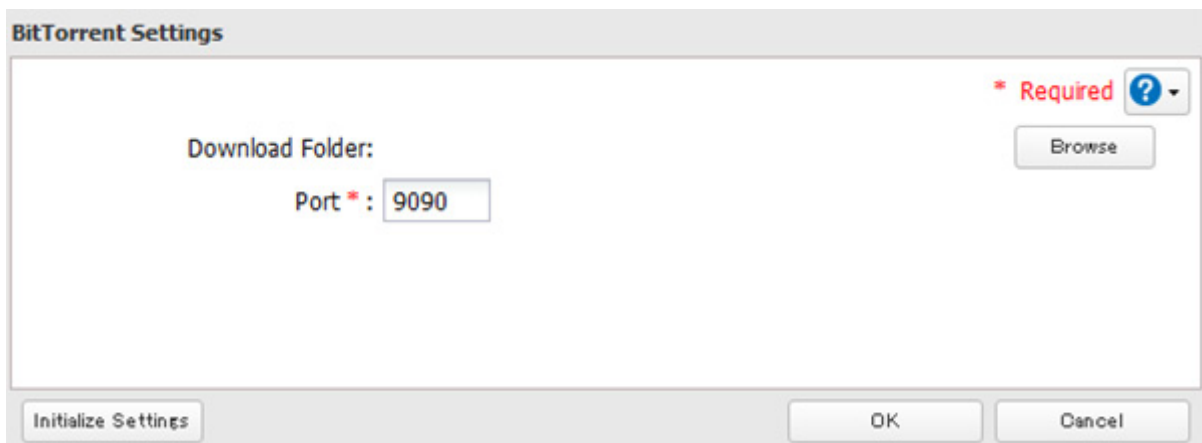 BitTorrent Settings
* Required ?
Download Folder:
Browse
Port * : 9090
Initialize Settings
OK
Cancel